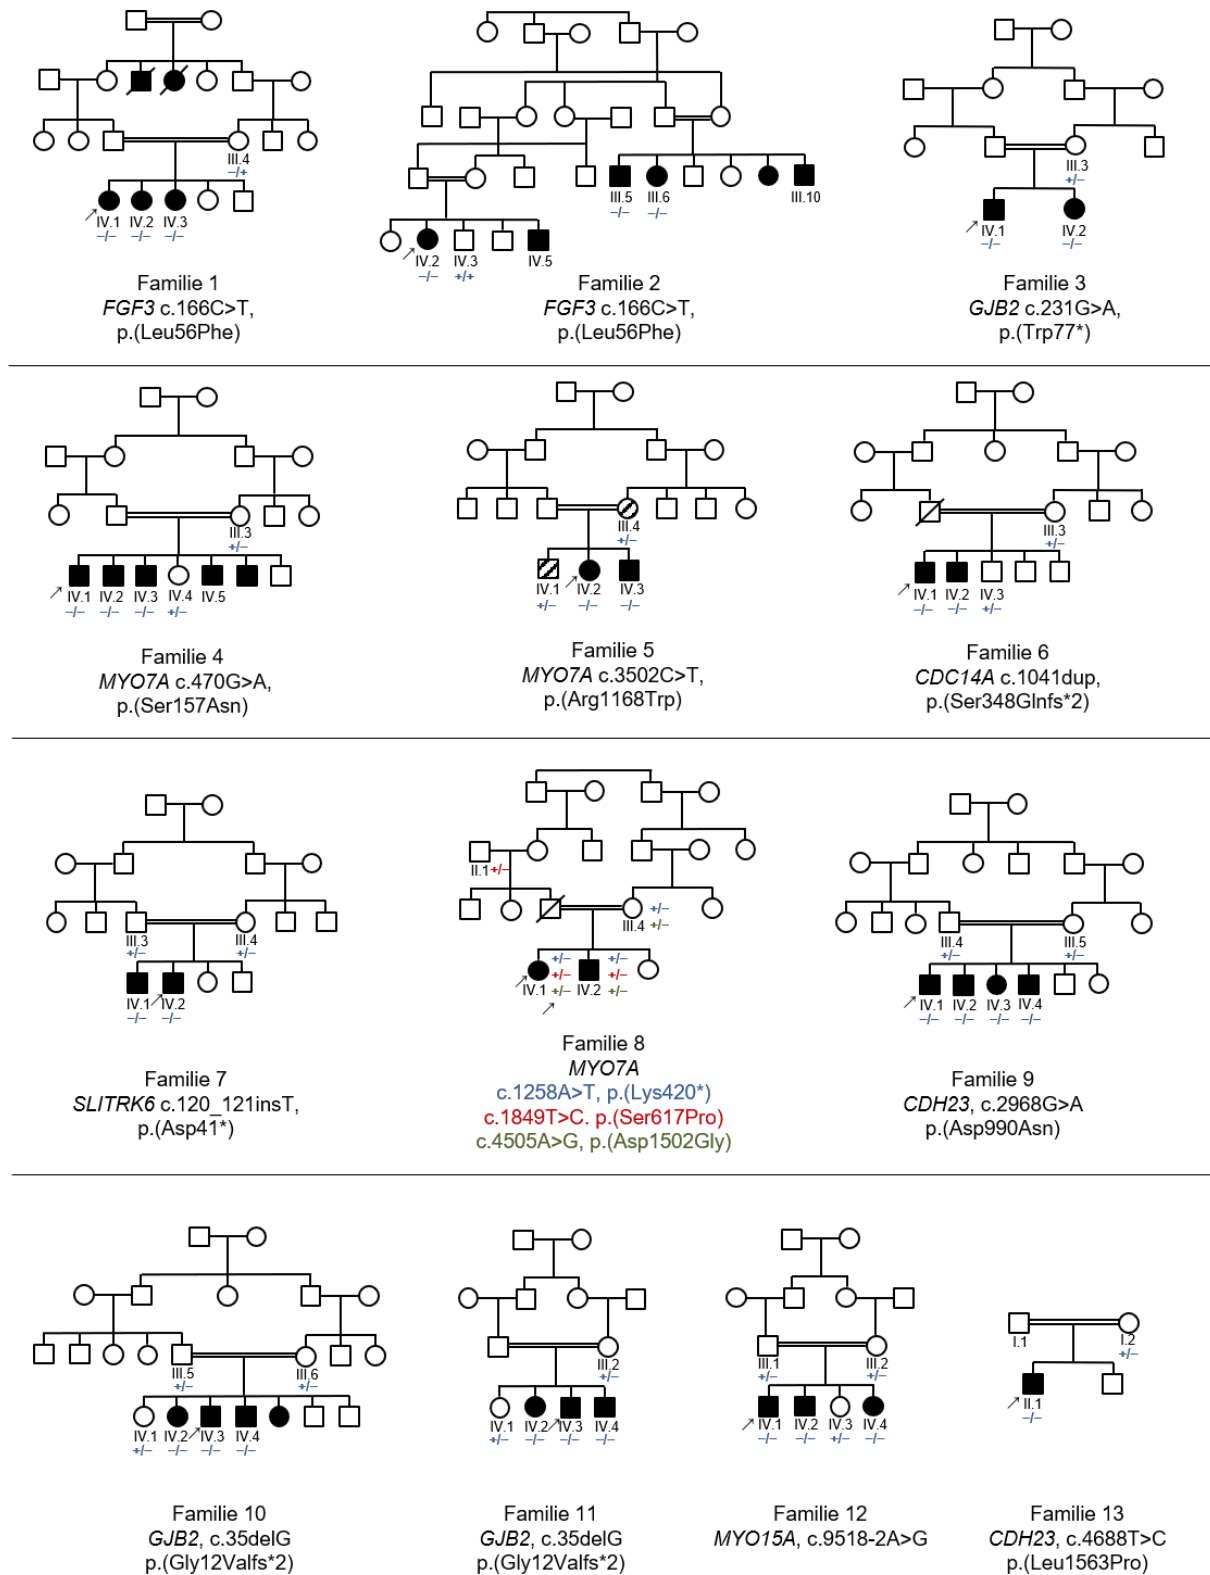 III.4
–/+
IV.1 IV.2 IV.3
–/– –/– –/–
Familie 1
FGF3 c.166C>T,
p.(Leu56Phe)
III.5 III.6 III.10
–/– –/–
IV.2 IV.3 IV.5
–/– +/+
Familie 2
FGF3 c.166C>T,
p.(Leu56Phe)
III.3
+/–
IV.1 IV.2
–/– –/–
Familie 3
GJB2 c.231G>A,
p.(Trp77*)
III.3
+/–
IV.1 IV.2 IV.3 IV.4 IV.5
–/– –/– –/– +/–
Familie 4
MYO7A c.470G>A,
p.(Ser157Asn)
III.4
+/–
IV.1 IV.2 IV.3
+/– –/– –/–
Familie 5
MYO7A c.3502C>T,
p.(Arg1168Trp)
III.3
+/–
IV.1 IV.2 IV.3
–/– –/– +/–
Familie 6
CDC14A c.1041dup,
p.(Ser348Glnfs*2)
III.3 III.4
+/– +/–
IV.1 IV.2
–/– –/–
Familie 7
SLITRK6 c.120_121insT,
p.(Asp41*)
II.1 +/–
+/–
III.4 +/–
+/– +/–
+/– +/–
IV.1 +/– IV.2 +/–
Familie 8
MYO7A
c.1258A>T, p.(Lys420*)
c.1849T>C. p.(Ser617Pro)
c.4505A>G, p.(Asp1502Gly)
III.4 III.5
+/– +/–
IV.1 IV.2 IV.3 IV.4
–/– –/– –/– –/–
Familie 9
CDH23, c.2968G>A
p.(Asp990Asn)
III.5 III.6
+/– +/–
IV.1 IV.2 IV.3 IV.4
+/– –/– –/– –/–
Familie 10
GJB2, c.35delG
p.(Gly12Valfs*2)
III.2
+/–
IV.1 IV.2 IV.3 IV.4
+/– –/– –/– –/–
Familie 11
GJB2, c.35delG
p.(Gly12Valfs*2)
III.1 III.2
+/– +/–
IV.1 IV.2 IV.3 IV.4
–/– –/– +/– –/–
Familie 12
MYO15A, c.9518-2A>G
I.1 I.2
+/–
II.1
–/–
Familie 13
CDH23, c.4688T>C
p.(Leu1563Pro)